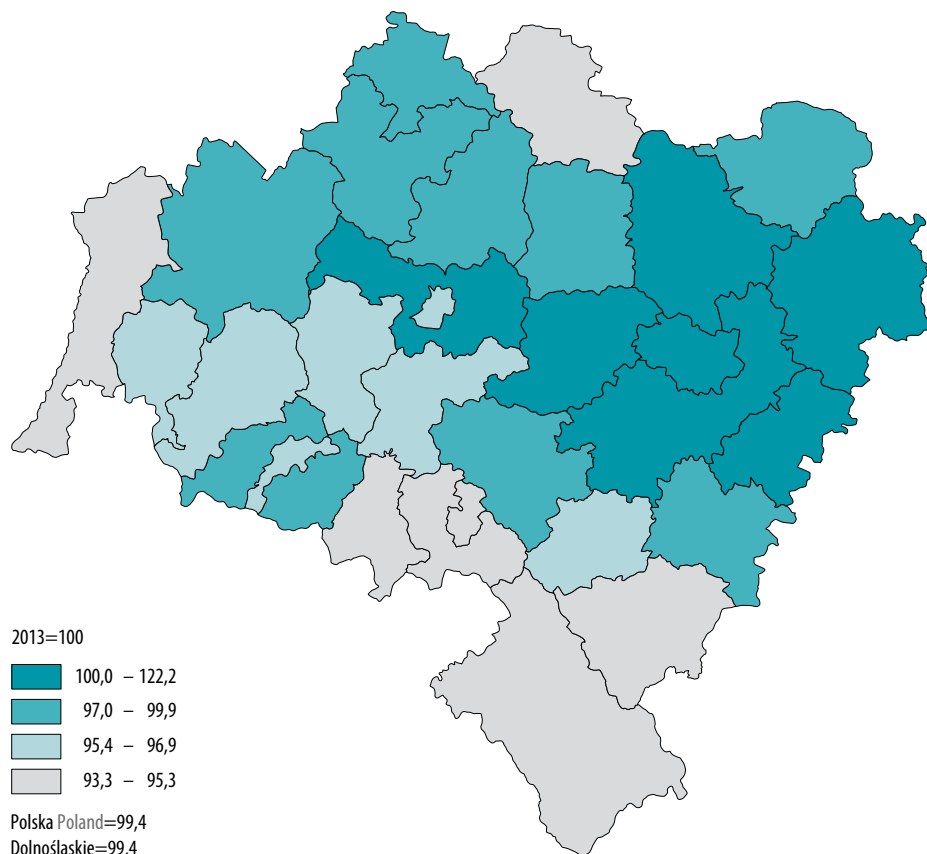 2013=100
100,0 – 122,2
97,0 – 99,9
95,4 – 96,9
93,3 – 95,3
Polska Poland=99,4
Dolnośląskie=99,4